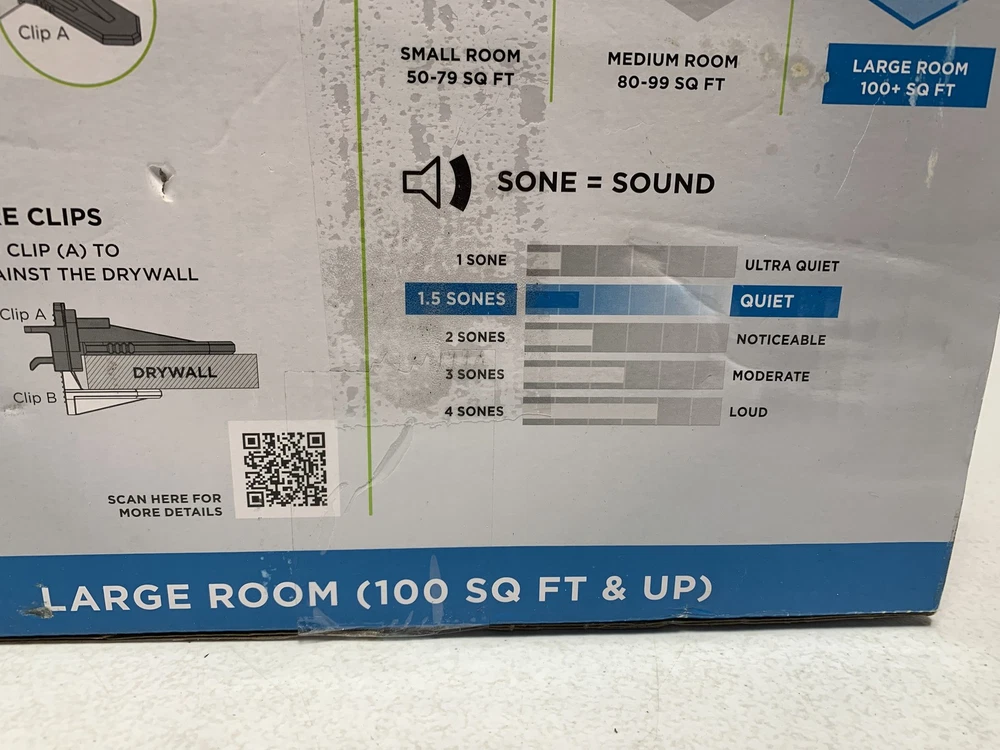 Clip A
SMALL ROOM
50-79 SQ FT
MEDIUM ROOM
80-99 SQ FT
LARGE ROOM
100+ SQ FT
SONE = SOUND
1 SONE ULTRA QUIET
1.5 SONES QUIET
2 SONES NOTICEABLE
3 SONES MODERATE
4 SONES LOUD
E CLIPS
CLIP (A) TO
AINST THE DRYWALL
Clip A
DRYWALL
Clip B
SCAN HERE FOR
MORE DETAILS
LARGE ROOM (100 SQ FT & UP)